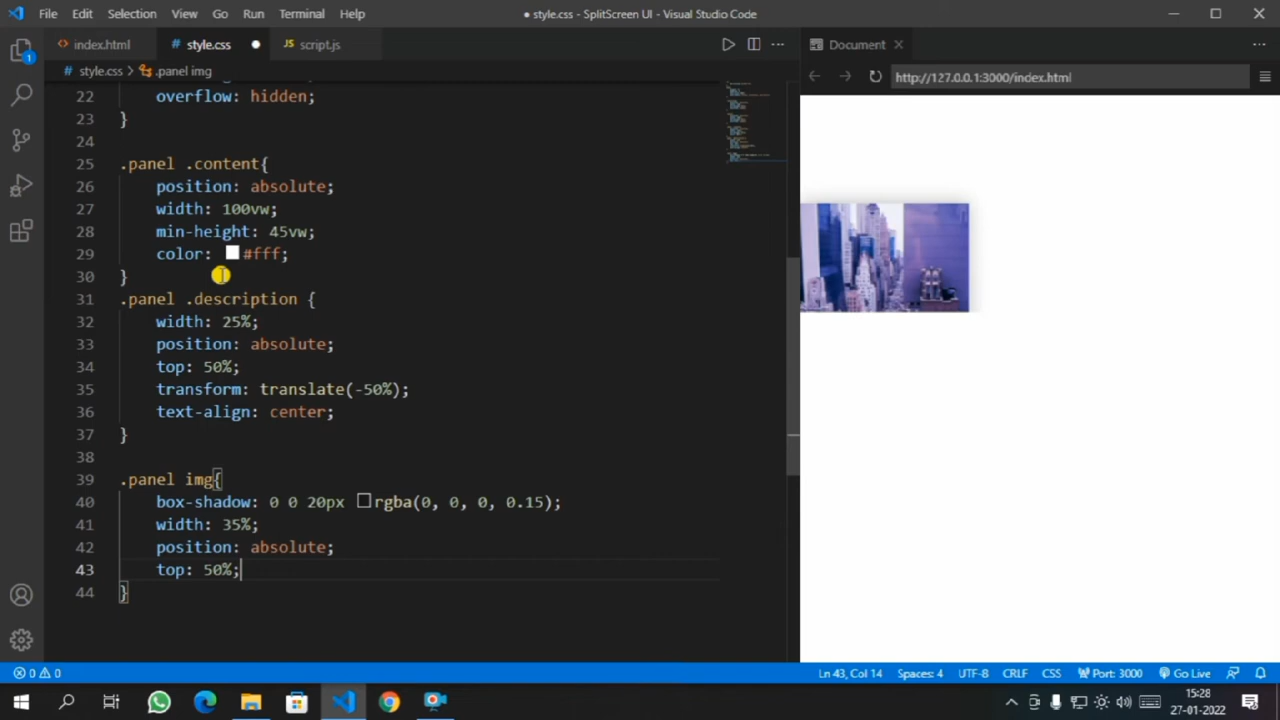 File Edit Selection View Go Run Terminal Help
● style.css - SplitScreen UI - Visual Studio Code
index.html
# style.css
JS script.js
Document
# style.css > .panel img
http://127.0.0.1:3000/index.html
1
22 overflow: hidden;
23 }
24
25 .panel .content{
26 position: absolute;
27 width: 100vw;
28 min-height: 45vw;
29 color: #fff;
30 }
31 .panel .description {
32 width: 25%;
33 position: absolute;
34 top: 50%;
35 transform: translate(-50%);
36 text-align: center;
37 }
38
39 .panel img{
40 box-shadow: 0 0 20px rgba(0, 0, 0, 0.15);
41 width: 35%;
42 position: absolute;
43 top: 50%;
44 }
0 0 Ln 43, Col 14 Spaces: 4 UTF-8 CRLF CSS Port: 3000 Go Live
15:28
27-01-2022